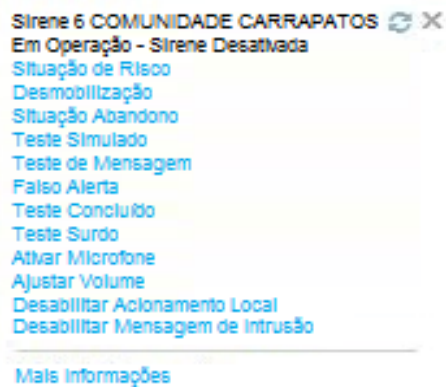 Sirene 6 COMUNIDADE CARRAPATOS
Em Operação - Sirene Desativada
Situação de Risco
Desmobilização
Situação Abandono
Teste Simulado
Teste de Mensagem
Falso Alerta
Teste Concluído
Teste Surdo
Ativar Microfone
Ajustar Volume
Desabilitar Acionamento Local
Desabilitar Mensagem de Intrusão
Mais Informações